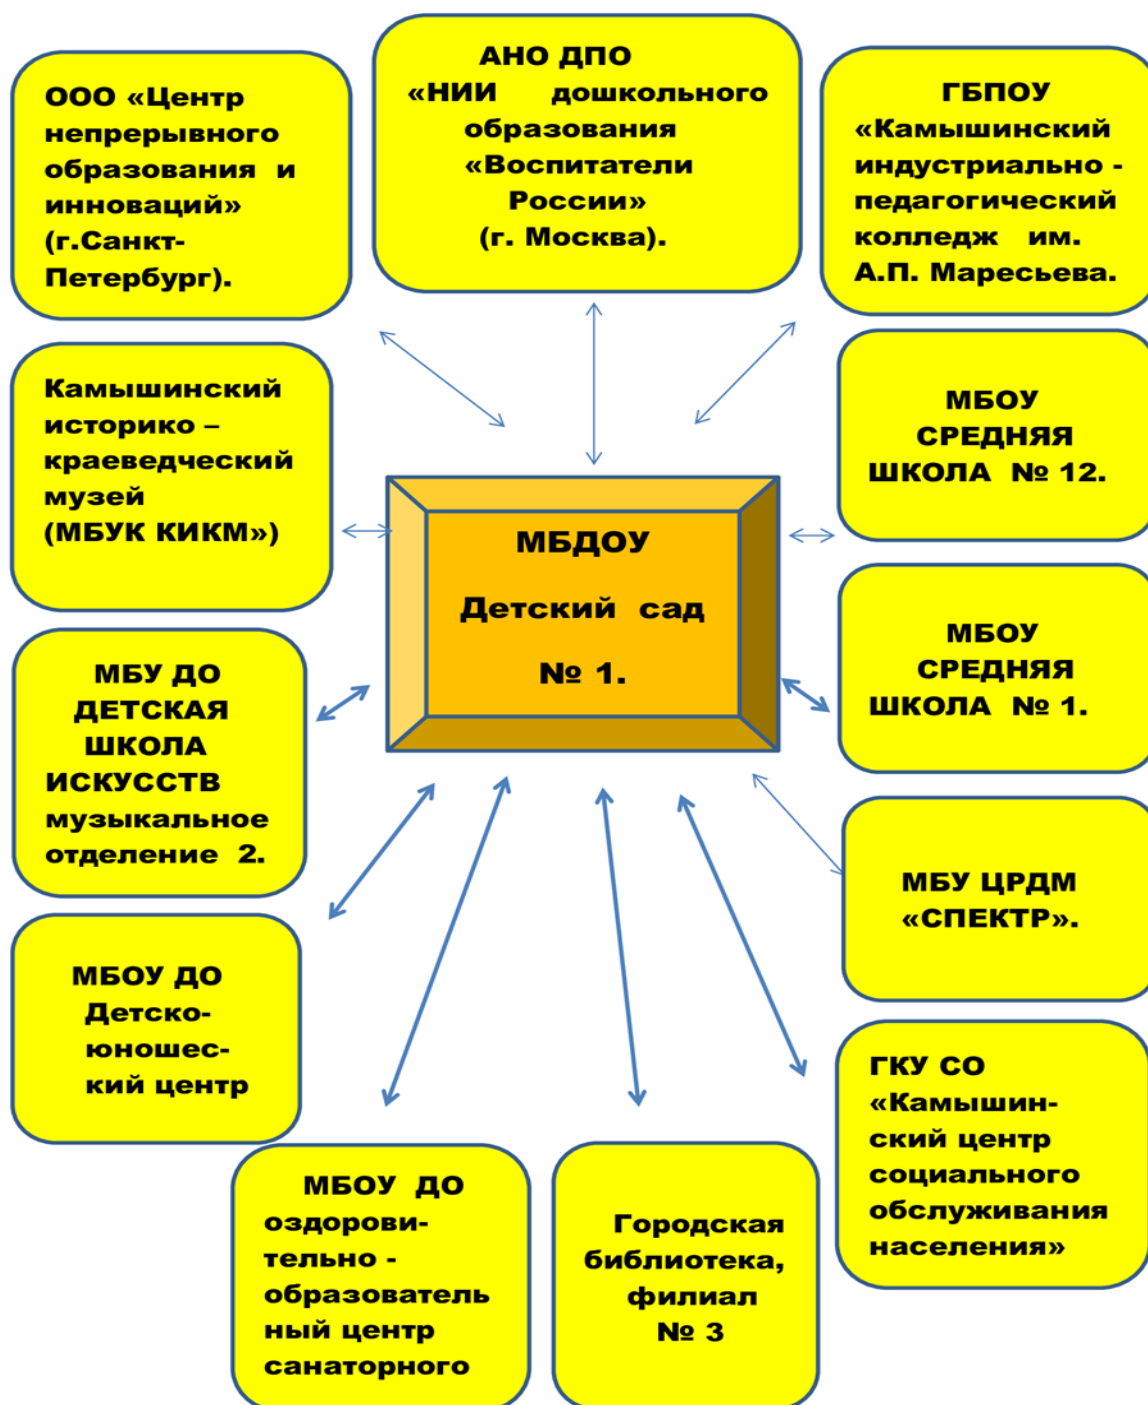 ООО «Центр
непрерывного
образования и
инноваций»
(г.Санкт-
Петербург).
АНО ДПО
«НИИ дошкольного
образования
«Воспитатели
России»
(г. Москва).
ГБПОУ
«Камышинский
индустриально -
педагогический
колледж им.
А.П. Маресьева.
Камышинский
историко –
краеведческий
музей
(МБУК КИКМ»)
МБДОУ
Детский сад
№ 1.
МБОУ
СРЕДНЯЯ
ШКОЛА № 12.
МБОУ
СРЕДНЯЯ
ШКОЛА № 1.
МБУ ДО
ДЕТСКАЯ
ШКОЛА
ИСКУССТВ
музыкальное
отделение 2.
МБУ ЦРДМ
«СПЕКТР».
МБОУ ДО
Детско-
юношес-
кий центр
ГКУ СО
«Камышин-
ский центр
социального
обслуживания
населения»
МБОУ ДО
оздорови-
тельно -
образователь
ный центр
санаторного
Городская
библиотека,
филиал
№ 3